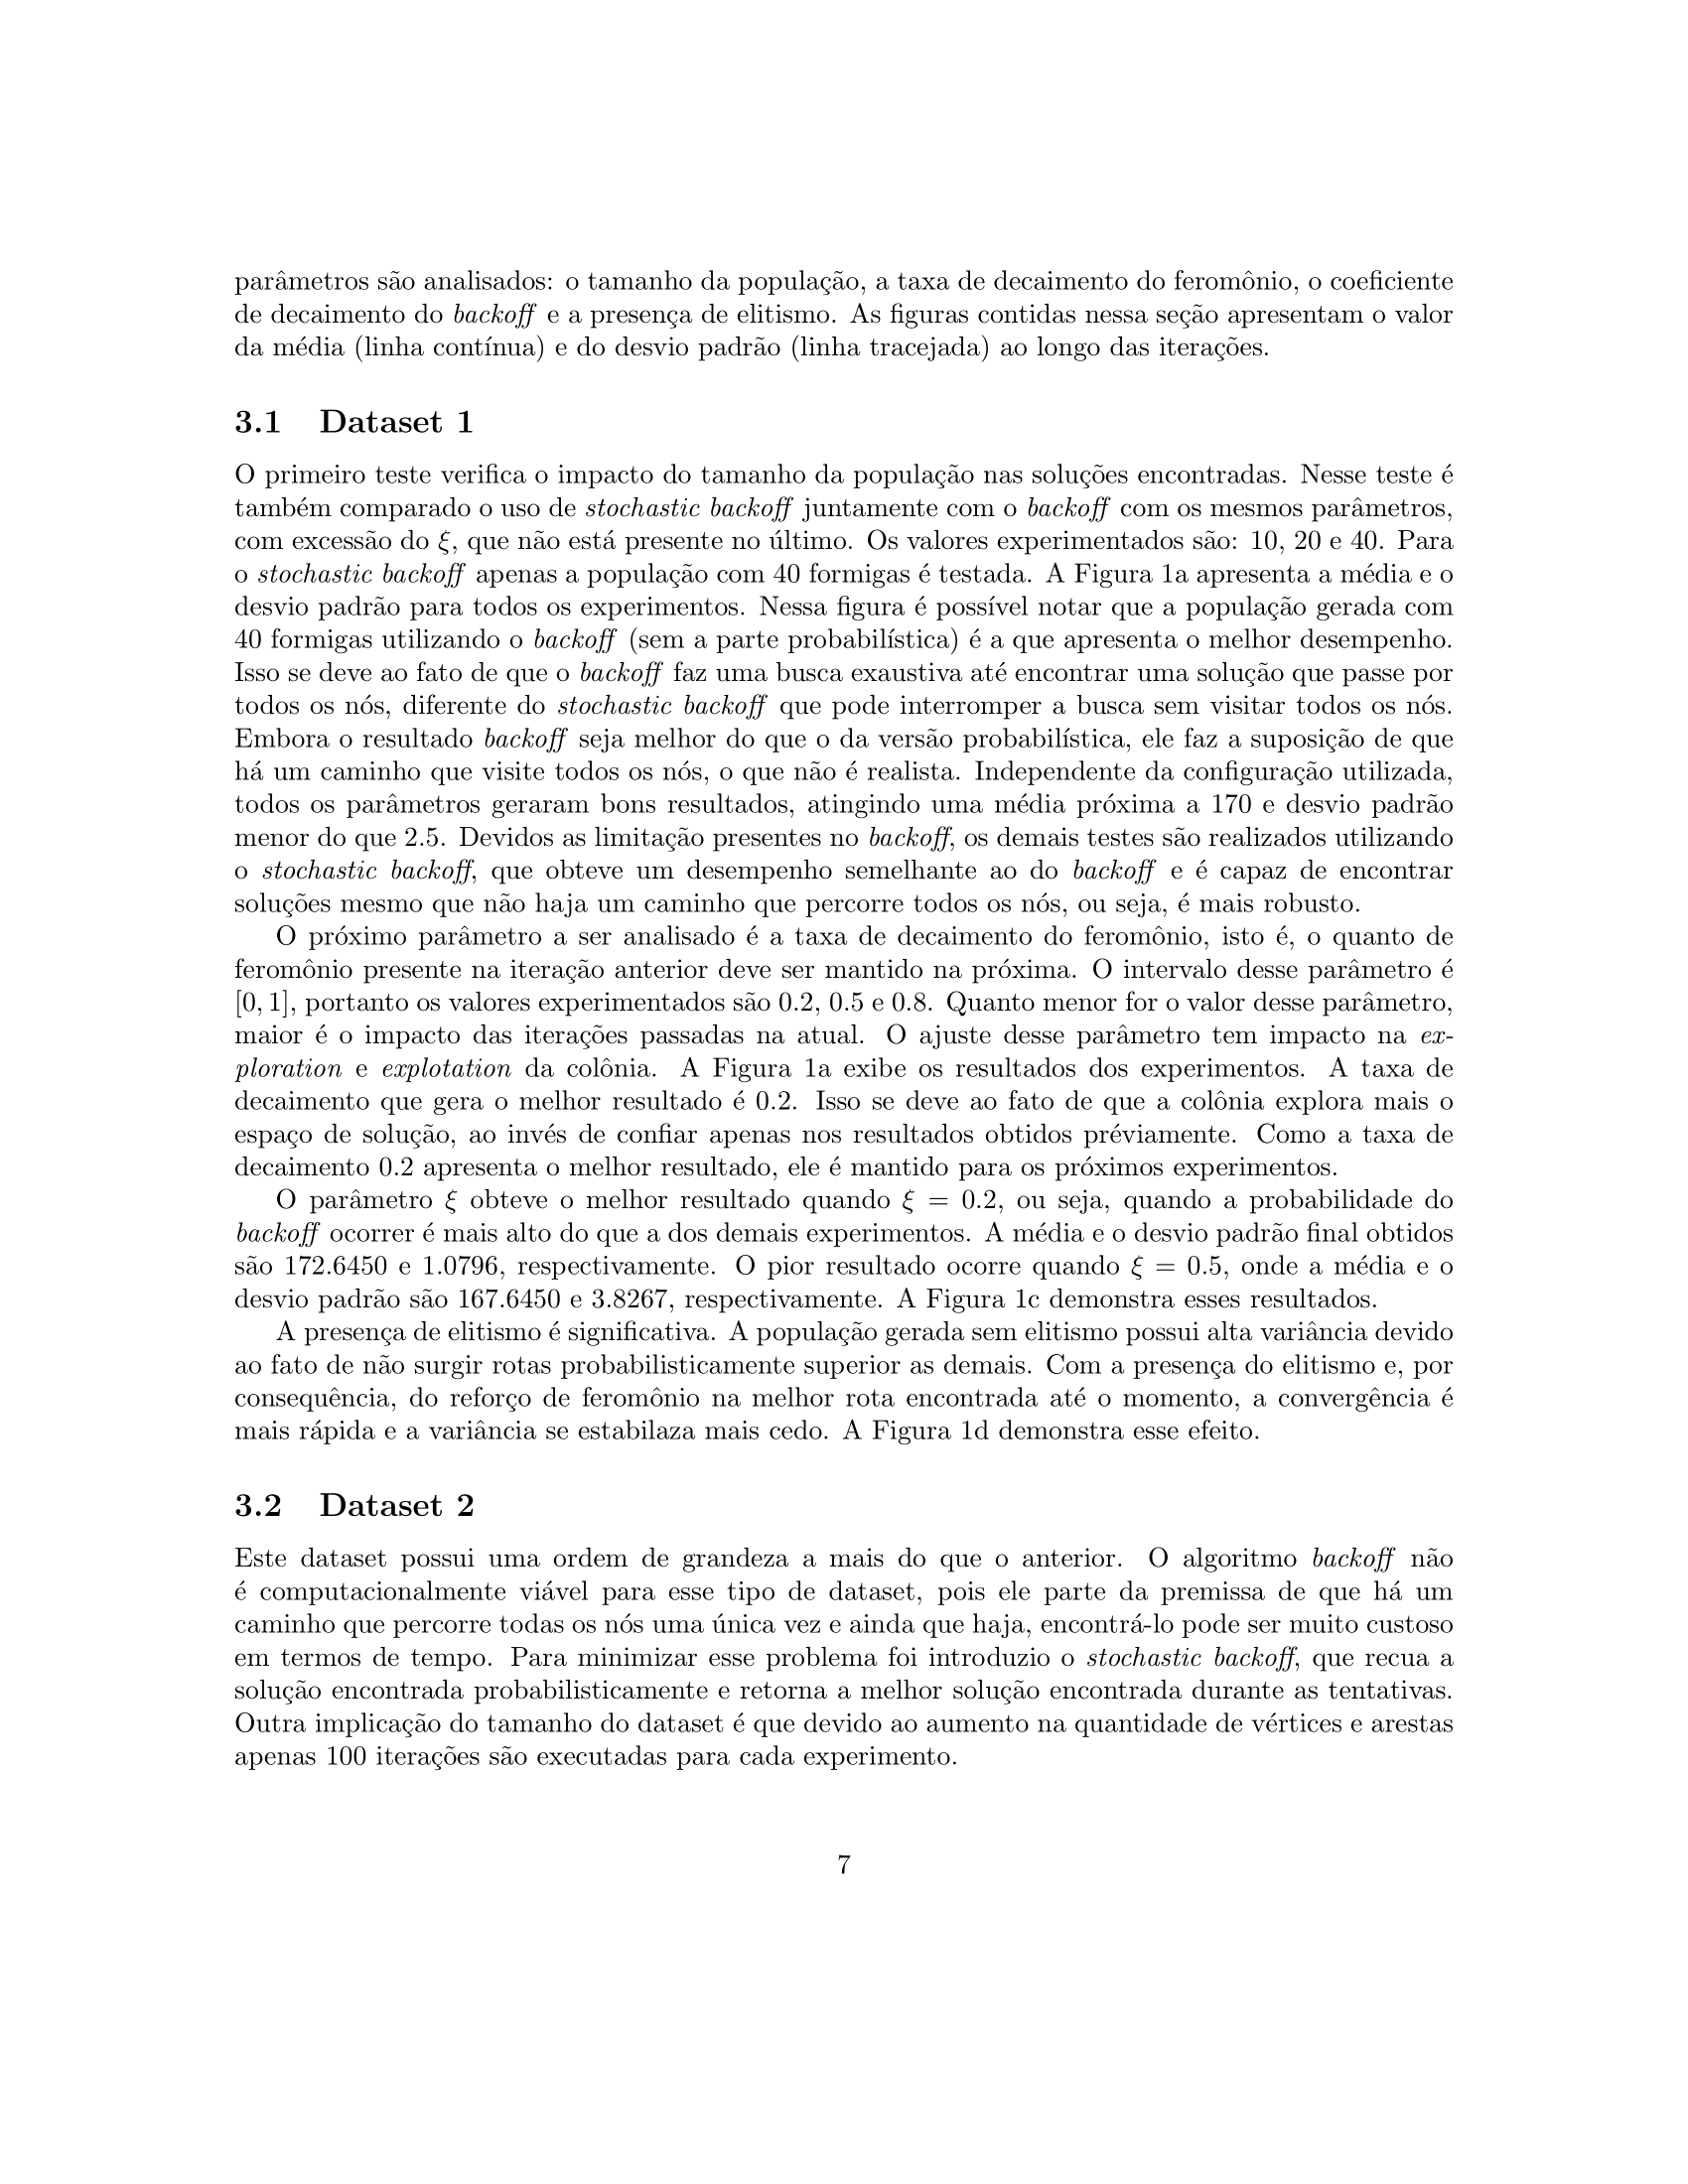 parâmetros são analisados: o tamanho da população, a taxa de decaimento do feromônio, o coeficiente
de decaimento do backoff e a presença de elitismo. As figuras contidas nessa seção apresentam o valor
da média (linha contínua) e do desvio padrão (linha tracejada) ao longo das iterações.
3.1 Dataset 1
O primeiro teste verifica o impacto do tamanho da população nas soluções encontradas. Nesse teste é
também comparado o uso de stochastic backoff juntamente com o backoff com os mesmos parâmetros,
com excessão do ξ, que não está presente no último. Os valores experimentados são: 10, 20 e 40. Para
o stochastic backoff apenas a população com 40 formigas é testada. A Figura 1a apresenta a média e o
desvio padrão para todos os experimentos. Nessa figura é possível notar que a população gerada com
40 formigas utilizando o backoff (sem a parte probabilística) é a que apresenta o melhor desempenho.
Isso se deve ao fato de que o backoff faz uma busca exaustiva até encontrar uma solução que passe por
todos os nós, diferente do stochastic backoff que pode interromper a busca sem visitar todos os nós.
Embora o resultado backoff seja melhor do que o da versão probabilística, ele faz a suposição de que
há um caminho que visite todos os nós, o que não é realista. Independente da configuração utilizada,
todos os parâmetros geraram bons resultados, atingindo uma média próxima a 170 e desvio padrão
menor do que 2.5. Devidos as limitação presentes no backoff, os demais testes são realizados utilizando
o stochastic backoff, que obteve um desempenho semelhante ao do backoff e é capaz de encontrar
soluções mesmo que não haja um caminho que percorre todos os nós, ou seja, é mais robusto.
O próximo parâmetro a ser analisado é a taxa de decaimento do feromônio, isto é, o quanto de
feromônio presente na iteração anterior deve ser mantido na próxima. O intervalo desse parâmetro é
[0, 1], portanto os valores experimentados são 0.2, 0.5 e 0.8. Quanto menor for o valor desse parâmetro,
maior é o impacto das iterações passadas na atual. O ajuste desse parâmetro tem impacto na ex-
ploration e explotation da colônia. A Figura 1a exibe os resultados dos experimentos. A taxa de
decaimento que gera o melhor resultado é 0.2. Isso se deve ao fato de que a colônia explora mais o
espaço de solução, ao invés de confiar apenas nos resultados obtidos préviamente. Como a taxa de
decaimento 0.2 apresenta o melhor resultado, ele é mantido para os próximos experimentos.
O parâmetro ξ obteve o melhor resultado quando ξ = 0.2, ou seja, quando a probabilidade do
backoff ocorrer é mais alto do que a dos demais experimentos. A média e o desvio padrão final obtidos
são 172.6450 e 1.0796, respectivamente. O pior resultado ocorre quando ξ = 0.5, onde a média e o
desvio padrão são 167.6450 e 3.8267, respectivamente. A Figura 1c demonstra esses resultados.
A presença de elitismo é significativa. A população gerada sem elitismo possui alta variância devido
ao fato de não surgir rotas probabilisticamente superior as demais. Com a presença do elitismo e, por
consequência, do reforço de feromônio na melhor rota encontrada até o momento, a convergência é
mais rápida e a variância se estabilaza mais cedo. A Figura 1d demonstra esse efeito.
3.2 Dataset 2
Este dataset possui uma ordem de grandeza a mais do que o anterior. O algoritmo backoff não
é computacionalmente viável para esse tipo de dataset, pois ele parte da premissa de que há um
caminho que percorre todas os nós uma única vez e ainda que haja, encontrá-lo pode ser muito custoso
em termos de tempo. Para minimizar esse problema foi introduzio o stochastic backoff, que recua a
solução encontrada probabilisticamente e retorna a melhor solução encontrada durante as tentativas.
Outra implicação do tamanho do dataset é que devido ao aumento na quantidade de vértices e arestas
apenas 100 iterações são executadas para cada experimento.
7